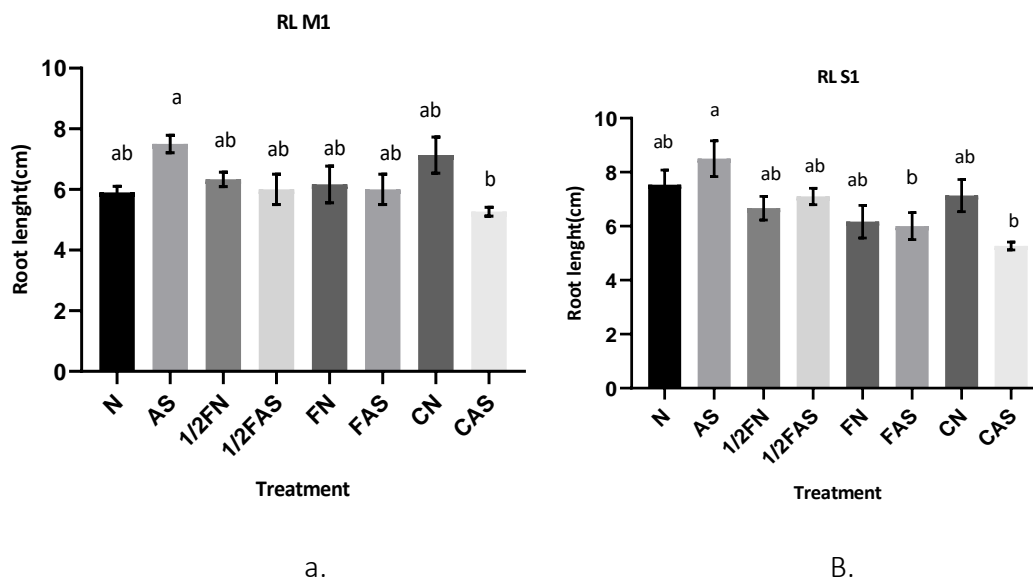 RL M1
Root lenght(cm)
10
8
6
4
2
0
ab
a
ab
ab
ab
ab
ab
b
N
AS
1/2FN
1/2FAS
FN
FAS
CN
CAS
Treatment
a.
RL S1
Root lenght(cm)
10
8
6
4
2
0
ab
a
ab
ab
ab
b
ab
b
N
AS
1/2FN
1/2FAS
FN
FAS
CN
CAS
Treatment
B.